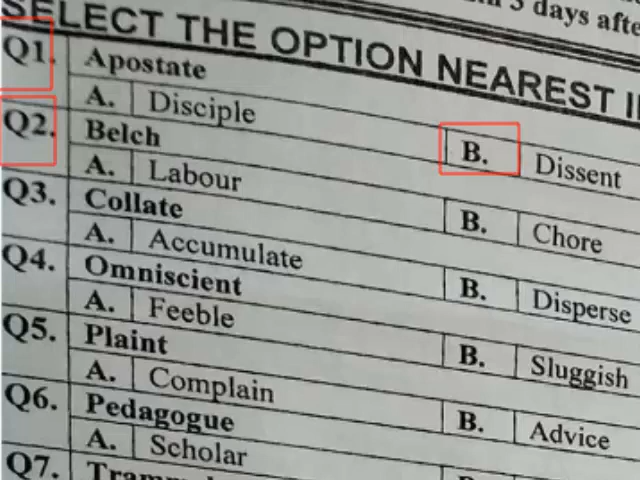 3 days afte
SELECT THE OPTION NEAREST I
Q1. Apostate
A. Disciple B. Dissent
Q2. Belch
A. Labour B. Chore
Q3. Collate
A. Accumulate B. Disperse
Q4. Omniscient
A. Feeble B. Sluggish
Q5. Plaint
A. Complain B. Advice
Q6. Pedagogue
A. Scholar
Q7.